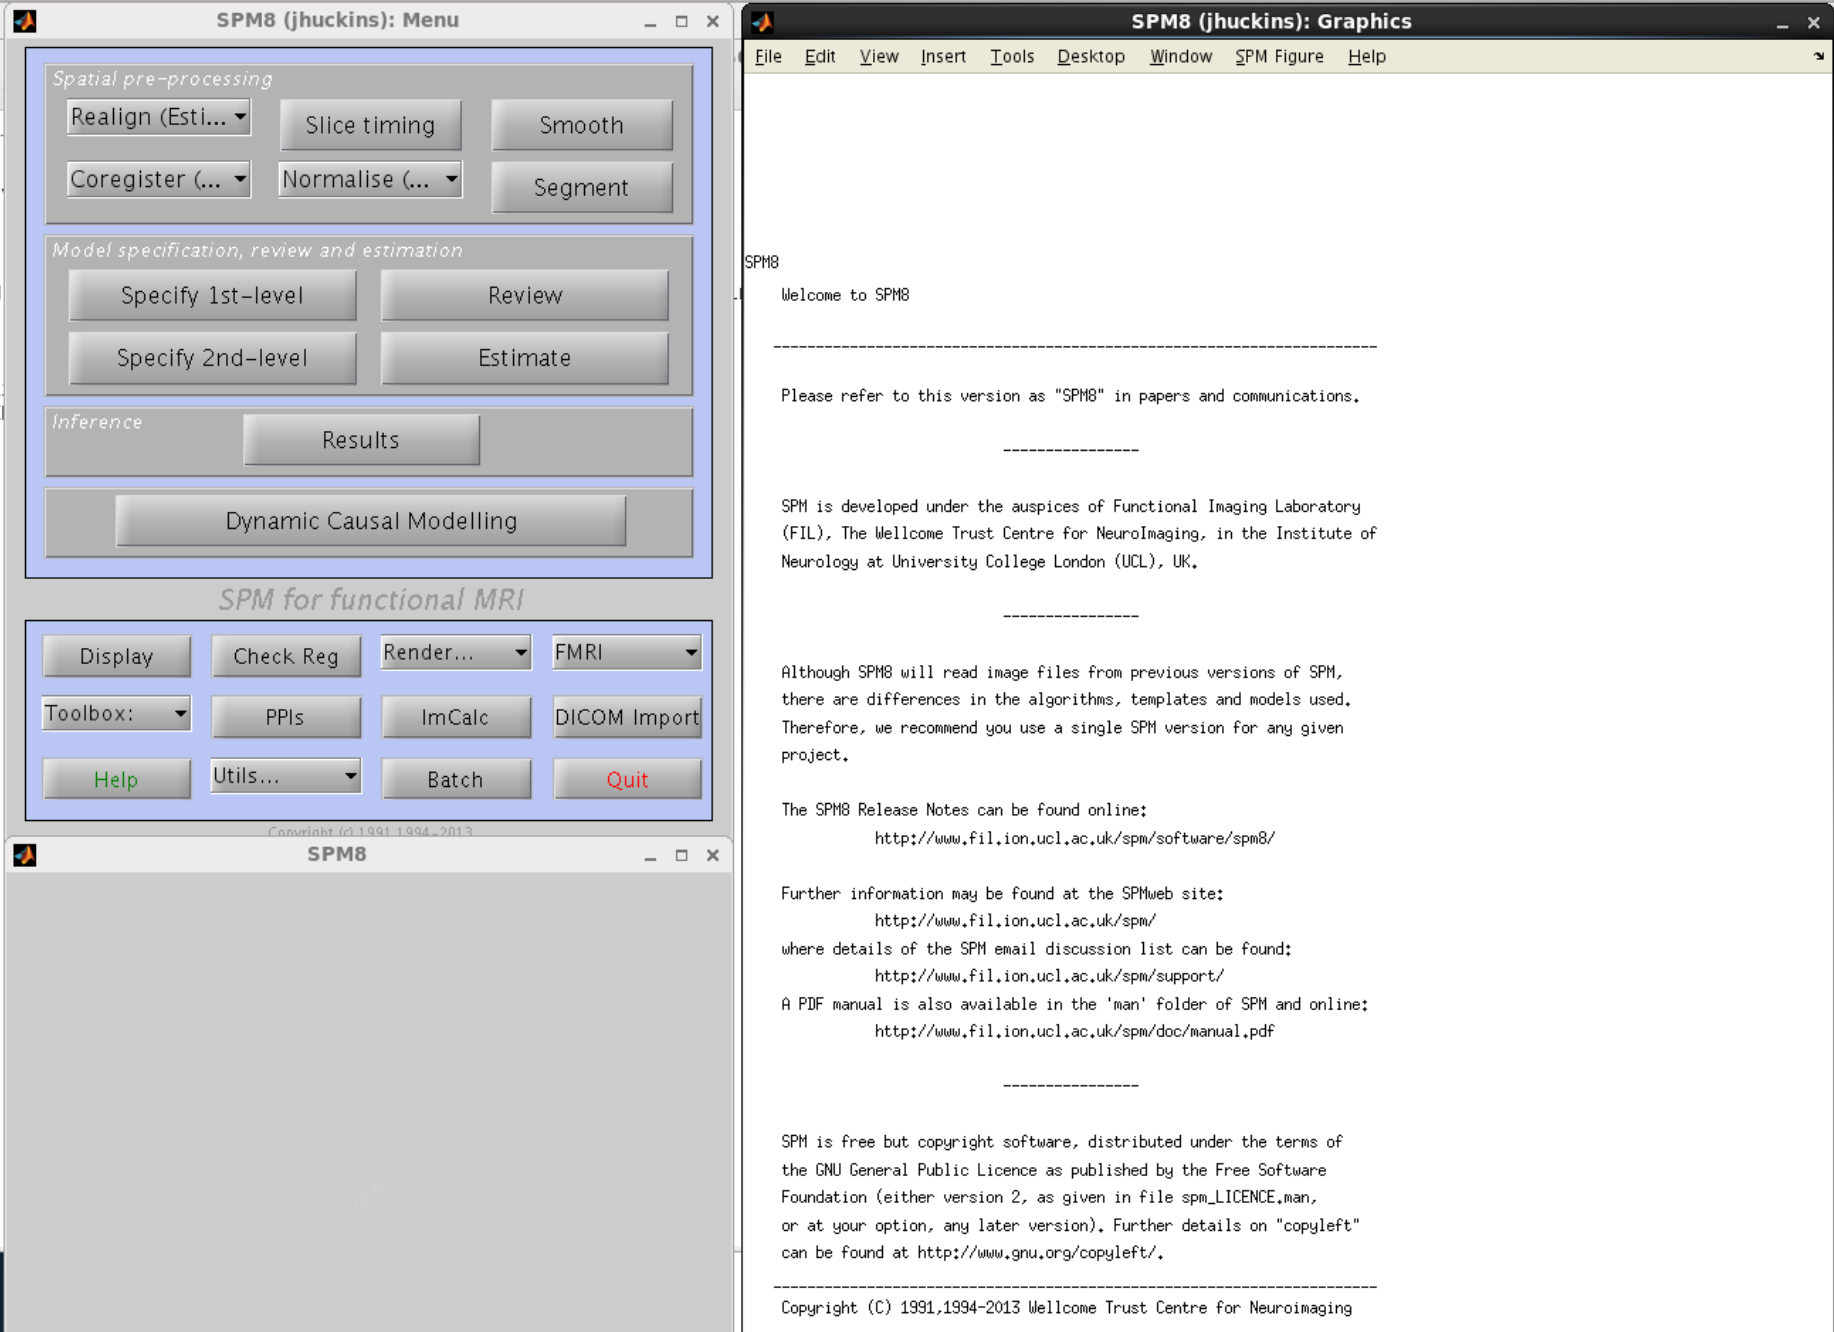 SPM8 (jhuckins): Menu
Spatial pre-processing
Realign (Esti...
Slice timing
Smooth
Coregister (...
Normalise (...
Segment
Model specification, review and estimation
Specify 1st-level
Review
Specify 2nd-level
Estimate
Inference
Results
Dynamic Causal Modelling
SPM for functional MRI
Display
Check Reg
Render...
FMRI
Toolbox:
PPIs
ImCalc
DICOM Import
Help
Utils...
Batch
Quit
Copyright (c) 1991,1994-2013
SPM8
SPM8 (jhuckins): Graphics
File Edit View Insert Tools Desktop Window SPM Figure Help
SPM8
Welcome to SPM8
Please refer to this version as "SPM8" in papers and communications.
SPM is developed under the auspices of Functional Imaging Laboratory
(FIL), The Wellcome Trust Centre for NeuroImaging, in the Institute of
Neurology at University College London (UCL), UK.
Although SPM8 will read image files from previous versions of SPM,
there are differences in the algorithms, templates and models used.
Therefore, we recommend you use a single SPM version for any given
project.
The SPM8 Release Notes can be found online:
http://www.fil.ion.ucl.ac.uk/spm/software/spm8/
Further information may be found at the SPMweb site:
http://www.fil.ion.ucl.ac.uk/spm/
where details of the SPM email discussion list can be found:
http://www.fil.ion.ucl.ac.uk/spm/support/
A PDF manual is also available in the 'man' folder of SPM and online:
http://www.fil.ion.ucl.ac.uk/spm/doc/manual.pdf
SPM is free but copyright software, distributed under the terms of
the GNU General Public Licence as published by the Free Software
Foundation (either version 2, as given in file spm_LICENCE.man,
or at your option, any later version). Further details on "copyleft"
can be found at http://www.gnu.org/copyleft/.
Copyright (C) 1991,1994-2013 Wellcome Trust Centre for Neuroimaging